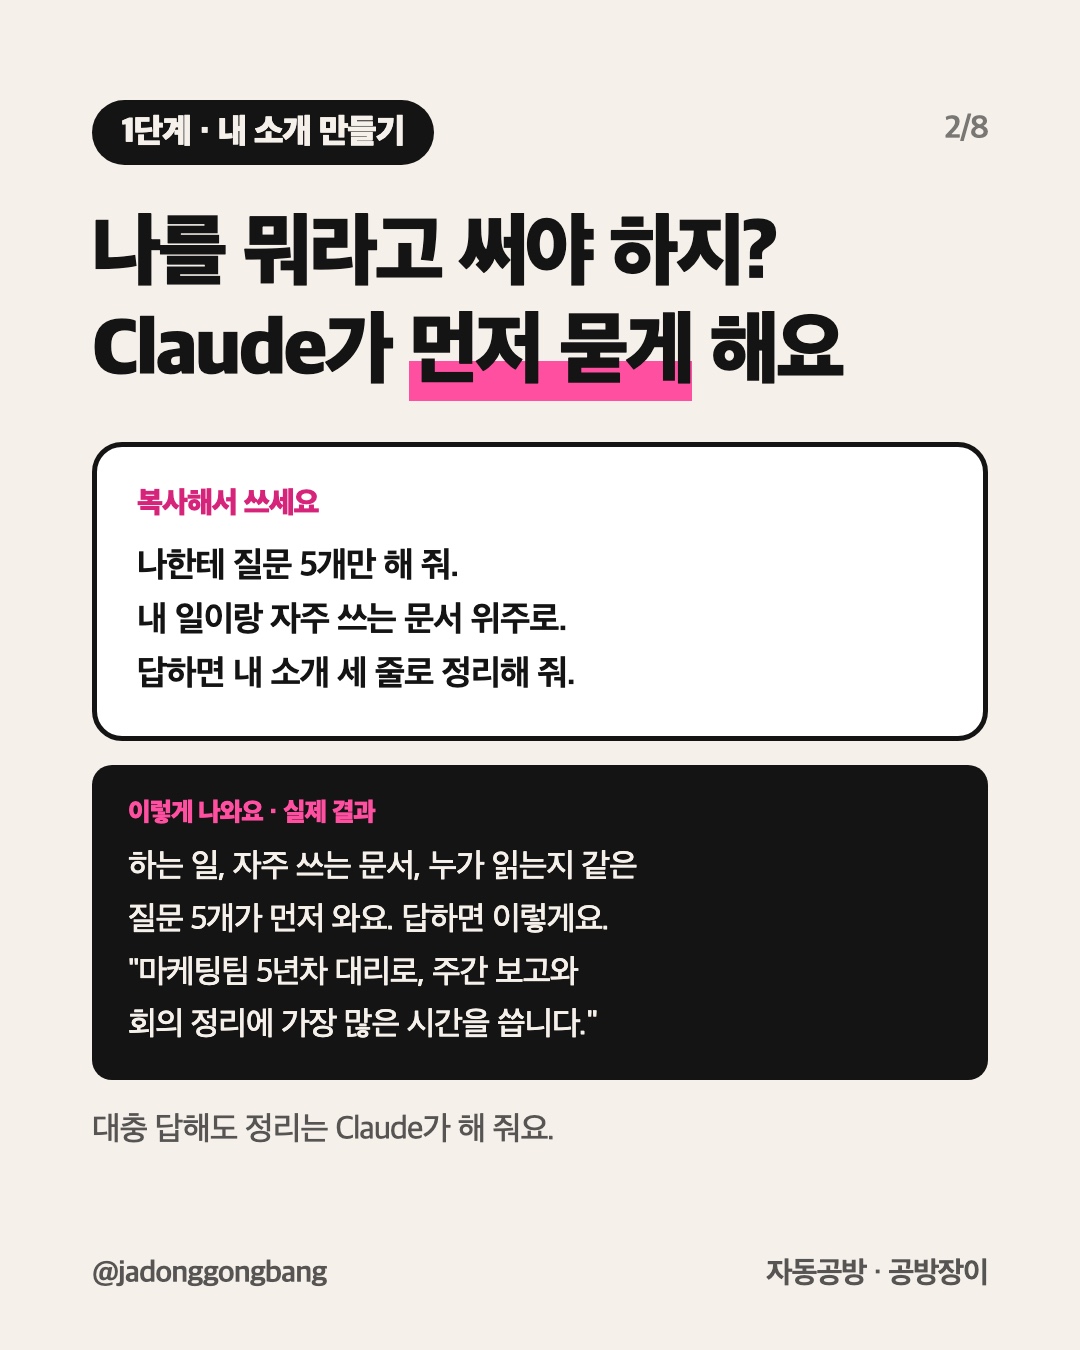 1단계 · 내 소개 만들기
2/8
나를 뭐라고 써야 하지?
Claude가 먼저 묻게 해요
복사해서 쓰세요
나한테 질문 5개만 해 줘.
내 일이랑 자주 쓰는 문서 위주로.
답하면 내 소개 세 줄로 정리해 줘.
이렇게 나와요 · 실제 결과
하는 일, 자주 쓰는 문서, 누가 읽는지 같은
질문 5개가 먼저 와요. 답하면 이렇게요.
"마케팅팀 5년차 대리로, 주간 보고와
회의 정리에 가장 많은 시간을 씁니다."
대충 답해도 정리는 Claude가 해 줘요.
@jadonggongbang
자동공방 · 공방장이